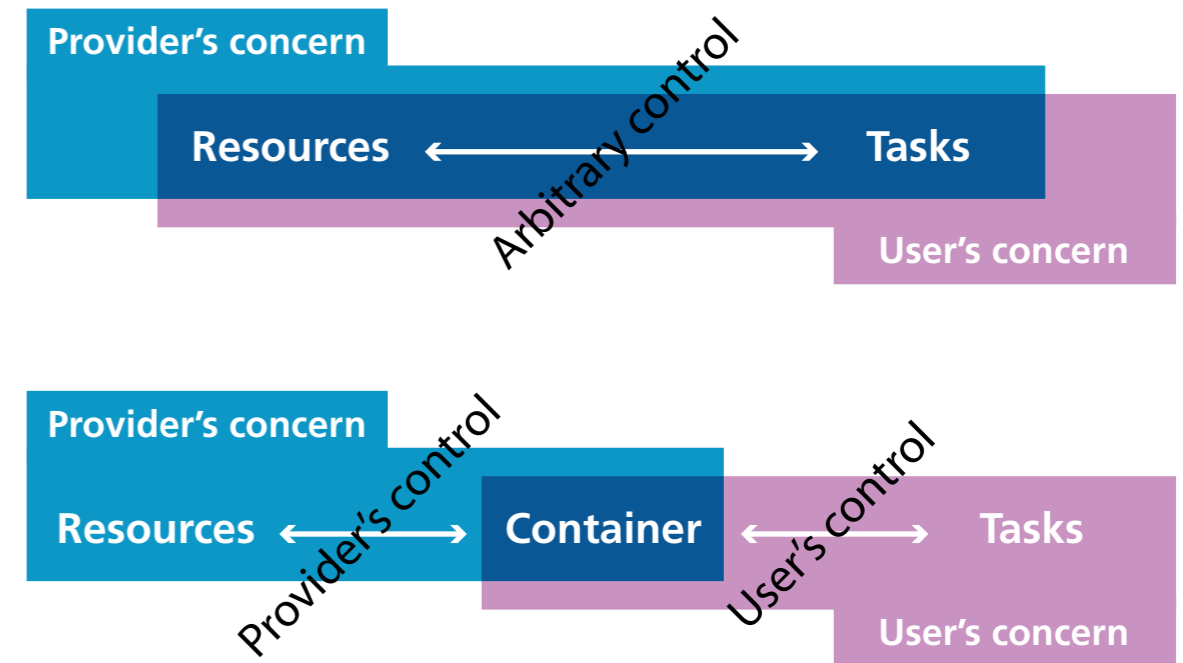 Provider’s concern
Resources
Arbitrary control
Tasks
User’s concern
Provider’s concern
Resources
Provider’s control
Container
User’s control
Tasks
User’s concern